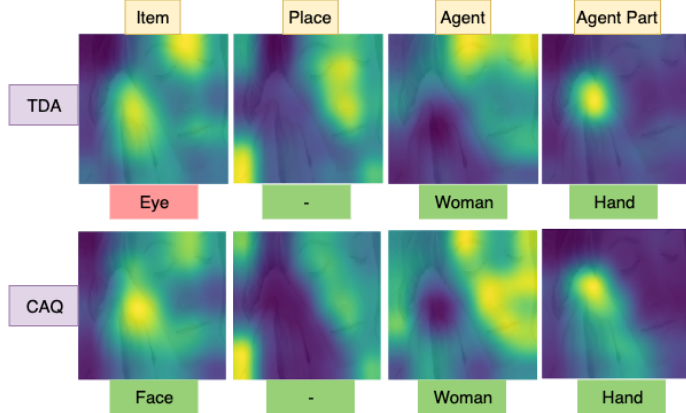 Item Place Agent Agent Part
TDA
Eye - Woman Hand
CAQ
Face - Woman Hand